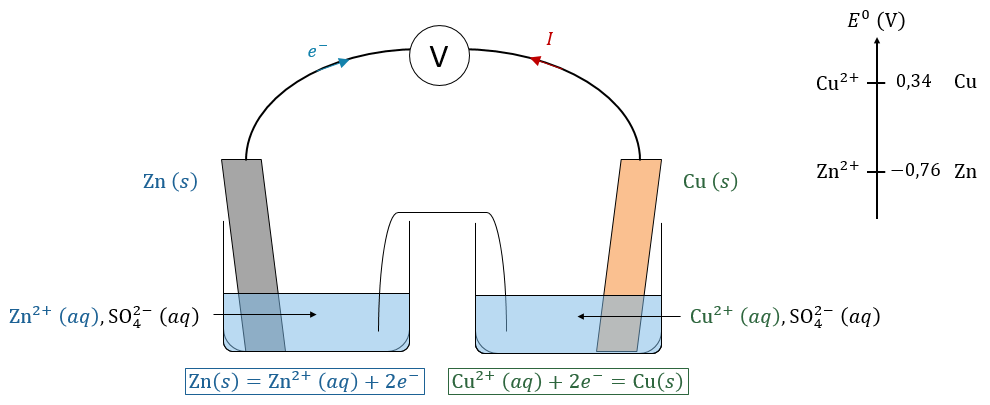 E⁰ (V)
e⁻
V
I
Cu²⁺ 0,34 Cu
Zn²⁺ −0,76 Zn
Zn (s)
Cu (s)
Zn²⁺ (aq), SO₄²⁻ (aq)
Cu²⁺ (aq), SO₄²⁻ (aq)
Zn(s) = Zn²⁺ (aq) + 2e⁻
Cu²⁺ (aq) + 2e⁻ = Cu(s)